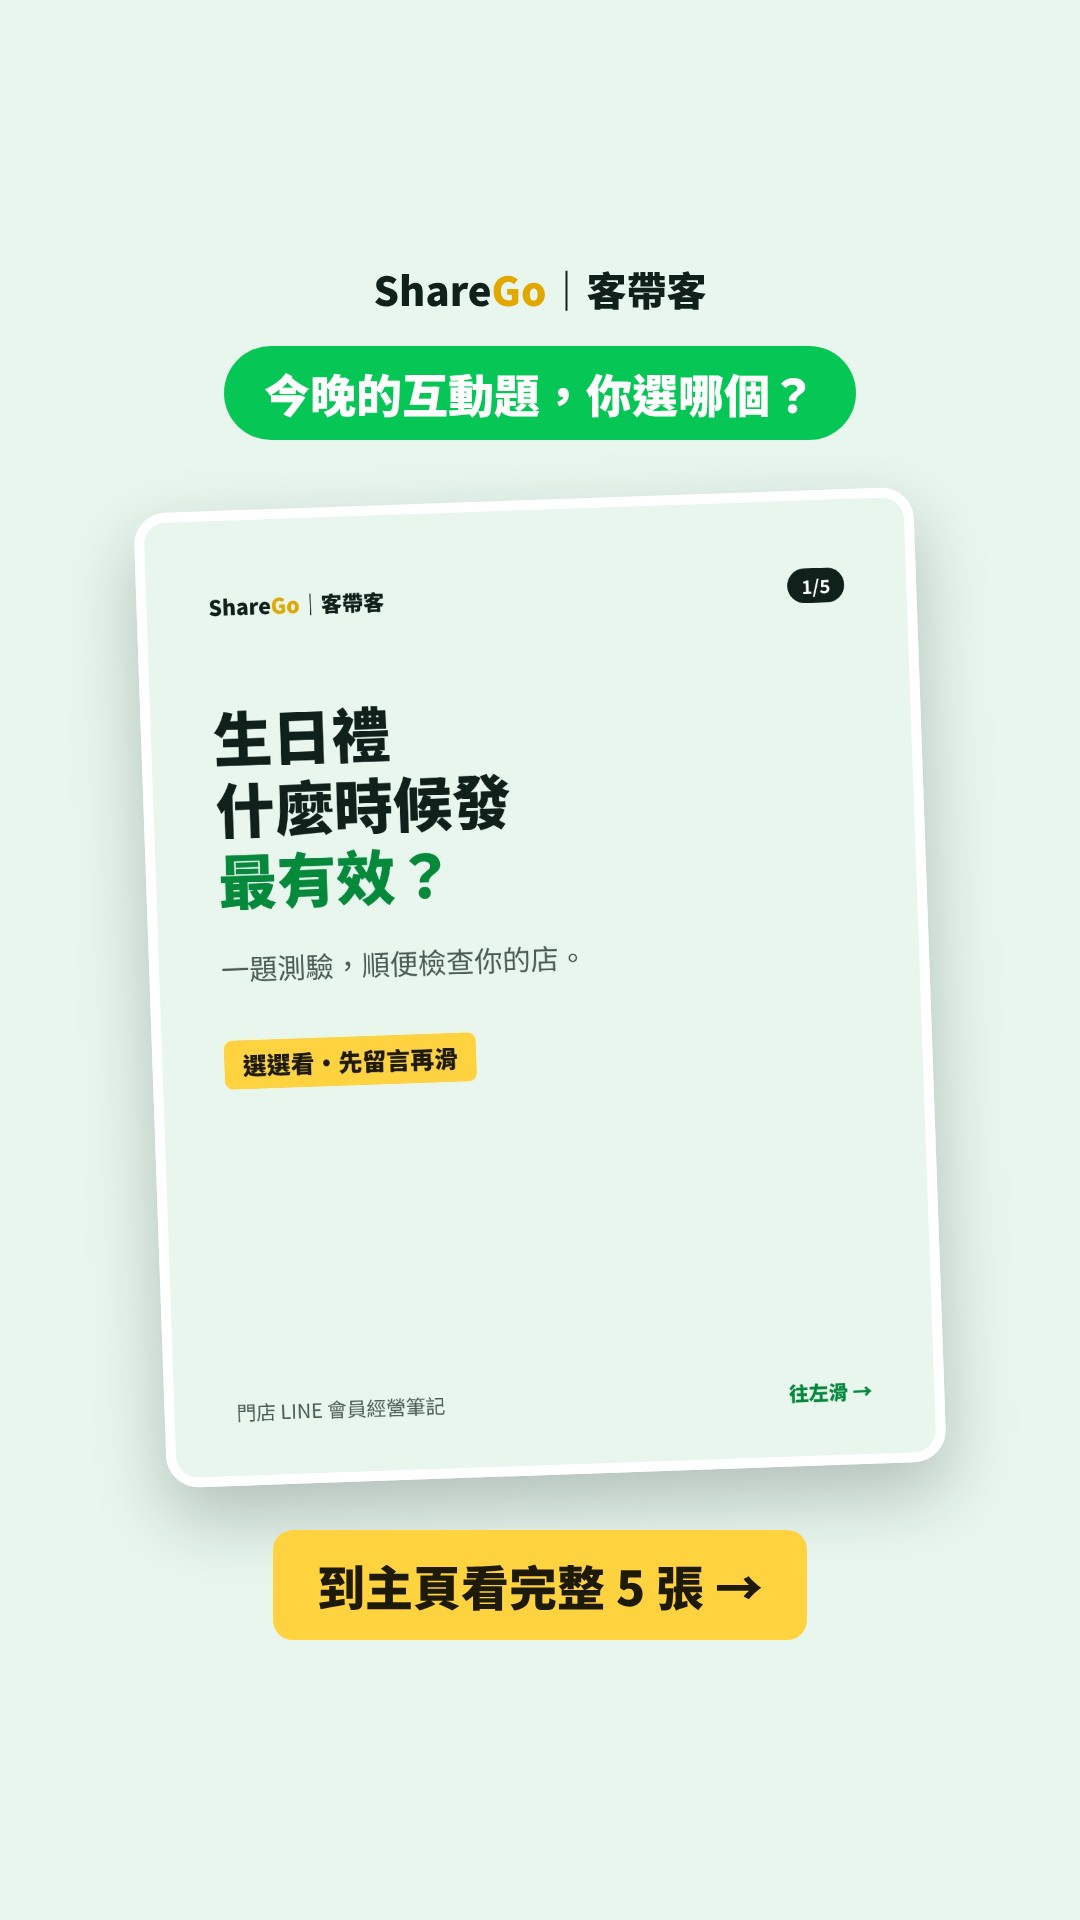 ShareGo｜客帶客
今晚的互動題，你選哪個？
ShareGo｜客帶客
1/5
生日禮
什麼時候發
最有效？
一題測驗，順便檢查你的店。
選選看・先留言再滑
門店 LINE 會員經營筆記
往左滑 →
到主頁看完整 5 張 →